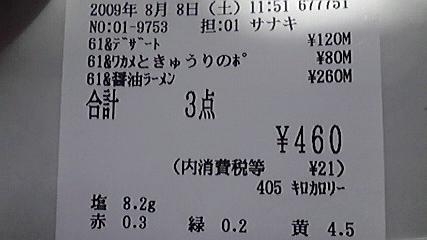 2009年 8月 8日(土) 11:51 677751
NO:01-9753 担:01 サナキ
61&ﾃﾞｻﾞｰﾄ ¥120M
61&ﾜｶﾒときゅうりのﾎﾟ ¥80M
61&醤油ラーメン ¥260M
合計 3点
¥460
(内消費税等 ¥21)
405 ｷﾛｶﾛﾘｰ
塩 8.2g
赤 0.3 緑 0.2 黄 4.5